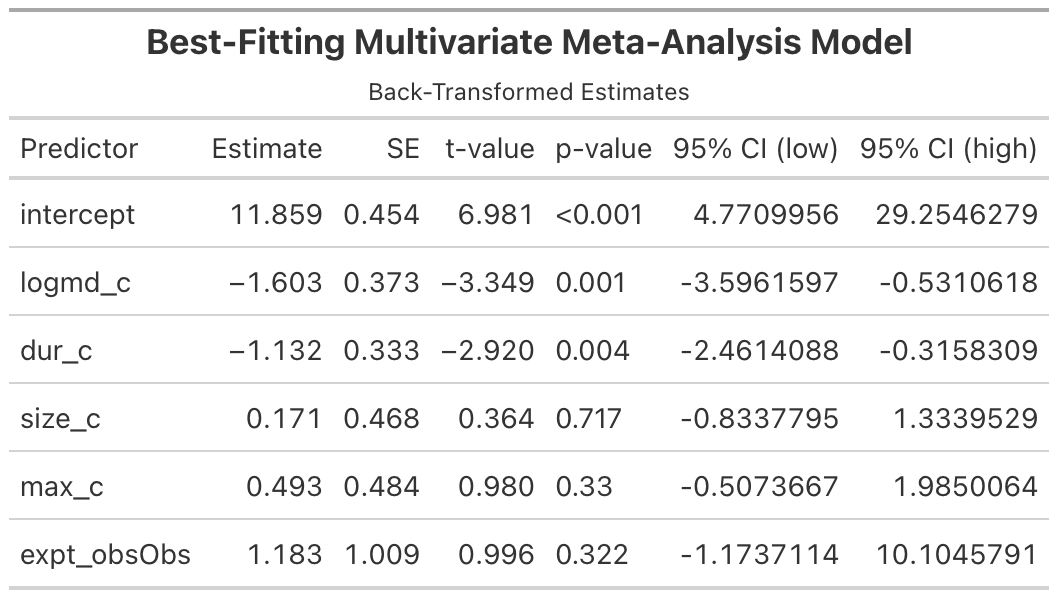 Best-Fitting Multivariate Meta-Analysis Model
Back-Transformed Estimates
Predictor Estimate SE t-value p-value 95% CI (low) 95% CI (high)
intercept 11.859 0.454 6.981 <0.001 4.7709956 29.2546279
logmd_c −1.603 0.373 −3.349 0.001 -3.5961597 -0.5310618
dur_c −1.132 0.333 −2.920 0.004 -2.4614088 -0.3158309
size_c 0.171 0.468 0.364 0.717 -0.8337795 1.3339529
max_c 0.493 0.484 0.980 0.33 -0.5073667 1.9850064
expt_obsObs 1.183 1.009 0.996 0.322 -1.1737114 10.1045791